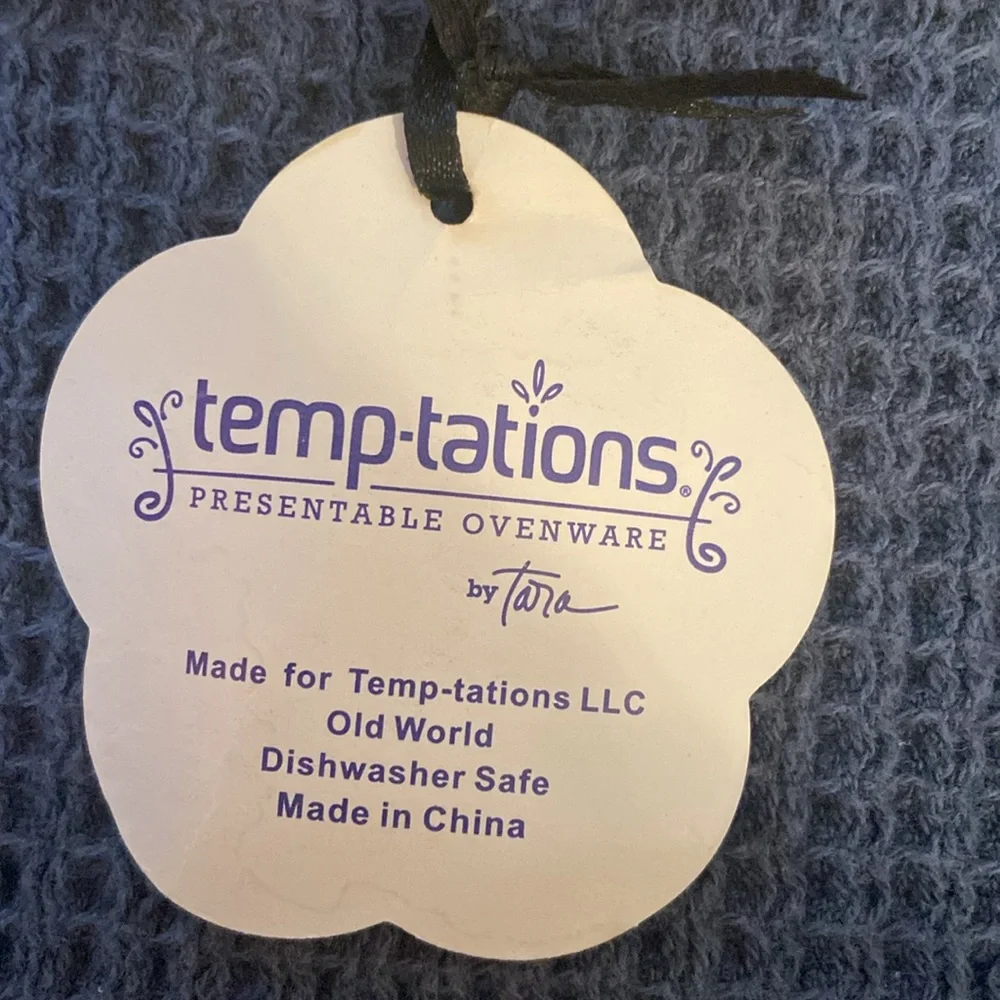 temp-tations®
PRESENTABLE OVENWARE
by Tara
Made for Temp-tations LLC
Old World
Dishwasher Safe
Made in China